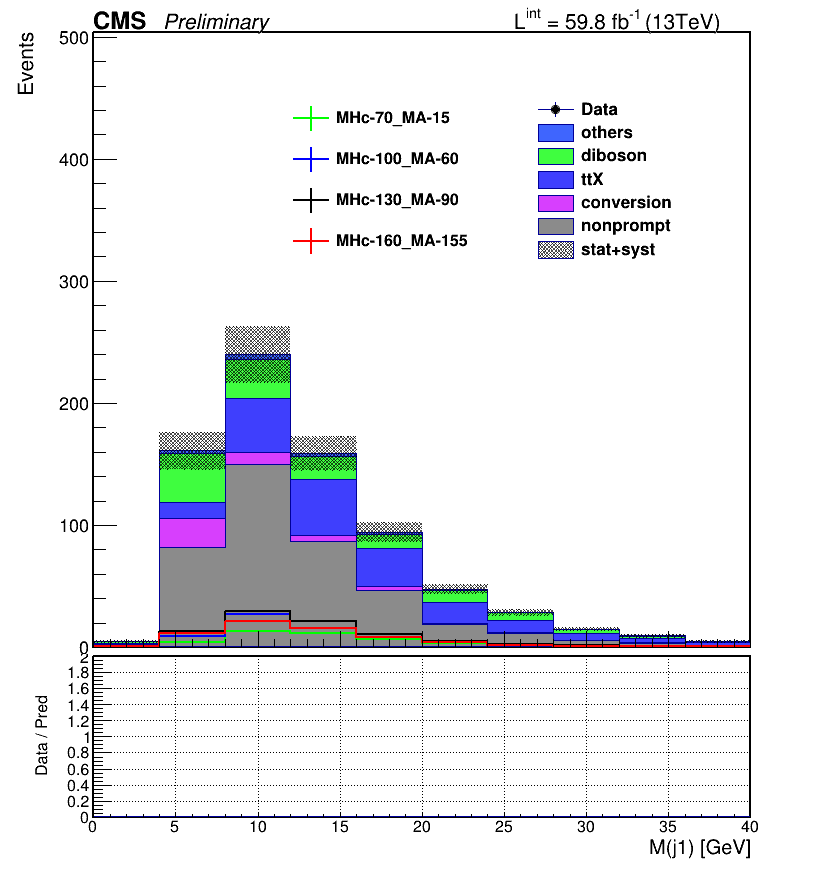 CMS Preliminary L^int = 59.8 fb^-1 (13TeV)
Events
500
400
300
200
100
0
MHc-70_MA-15
MHc-100_MA-60
MHc-130_MA-90
MHc-160_MA-155
Data
others
diboson
ttX
conversion
nonprompt
stat+syst
Data / Pred
2
1.8
1.6
1.4
1.2
1
0.8
0.6
0.4
0.2
0
0 5 10 15 20 25 30 35 40
M(j1) [GeV]